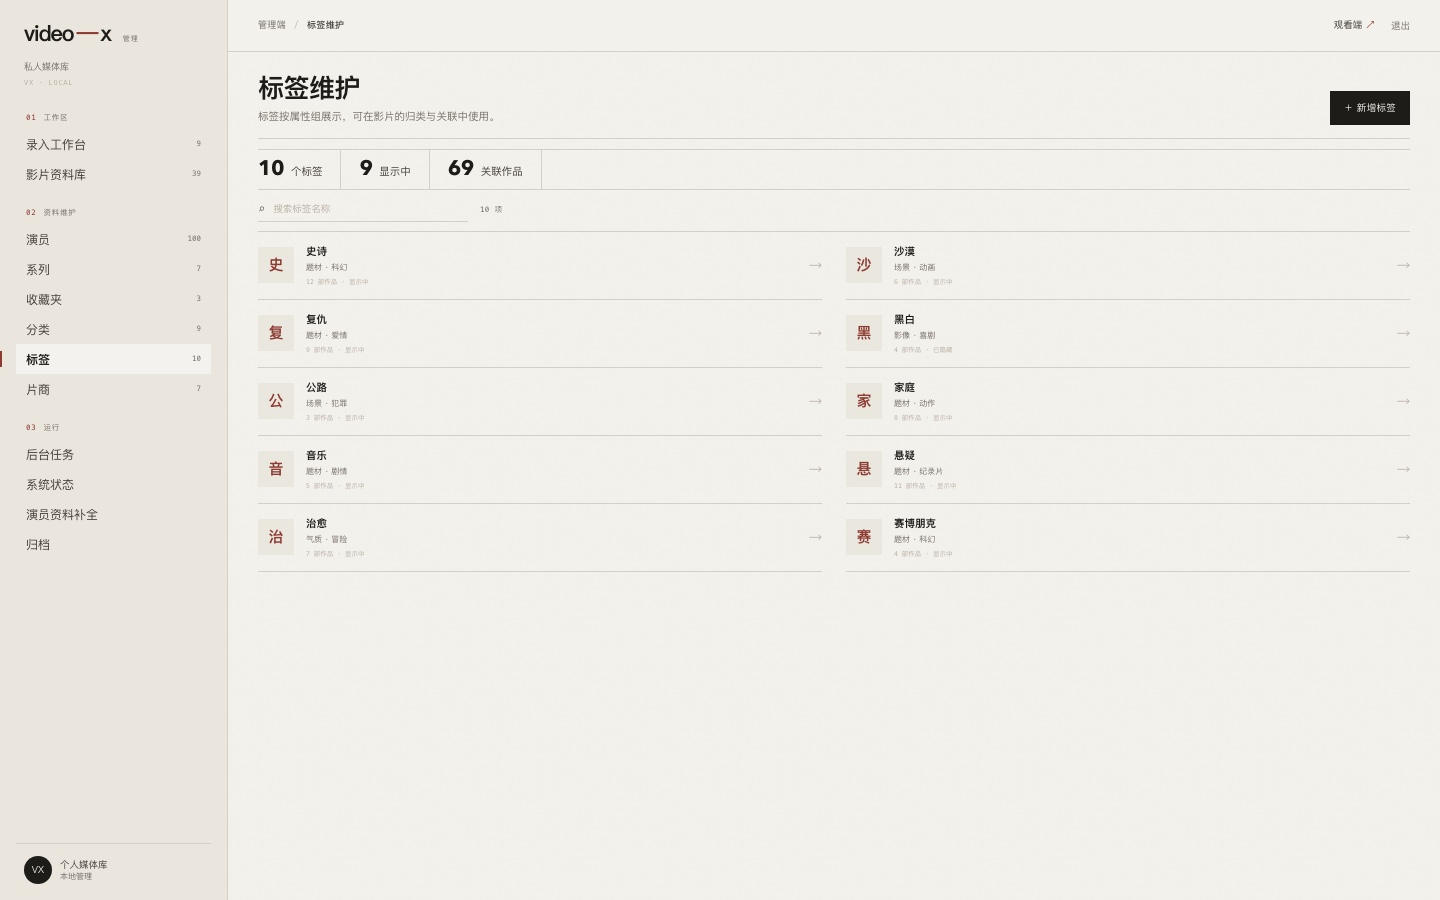 video—x 管理
私人媒体库
VX · LOCAL
01 工作区
录入工作台 9
影片资料库 39
02 资料维护
演员 100
系列 7
收藏夹 3
分类 9
标签 10
片商 7
03 运行
后台任务
系统状态
演员资料补全
归档
VX
个人媒体库
本地管理
管理端 / 标签维护
观看端 ↗ 退出
标签维护
标签按属性组展示，可在影片的归类与关联中使用。
+ 新增标签
10 个标签 9 显示中 69 关联作品
搜索标签名称 10 项
史
史诗
题材 · 科幻
12 部作品 · 显示中
→
沙
沙漠
场景 · 动画
6 部作品 · 显示中
→
复
复仇
题材 · 爱情
9 部作品 · 显示中
→
黑
黑白
影像 · 喜剧
4 部作品 · 已隐藏
→
公
公路
场景 · 犯罪
3 部作品 · 显示中
→
家
家庭
题材 · 动作
8 部作品 · 显示中
→
音
音乐
题材 · 剧情
5 部作品 · 显示中
→
悬
悬疑
题材 · 纪录片
11 部作品 · 显示中
→
治
治愈
气质 · 冒险
7 部作品 · 显示中
→
赛
赛博朋克
题材 · 科幻
4 部作品 · 显示中
→